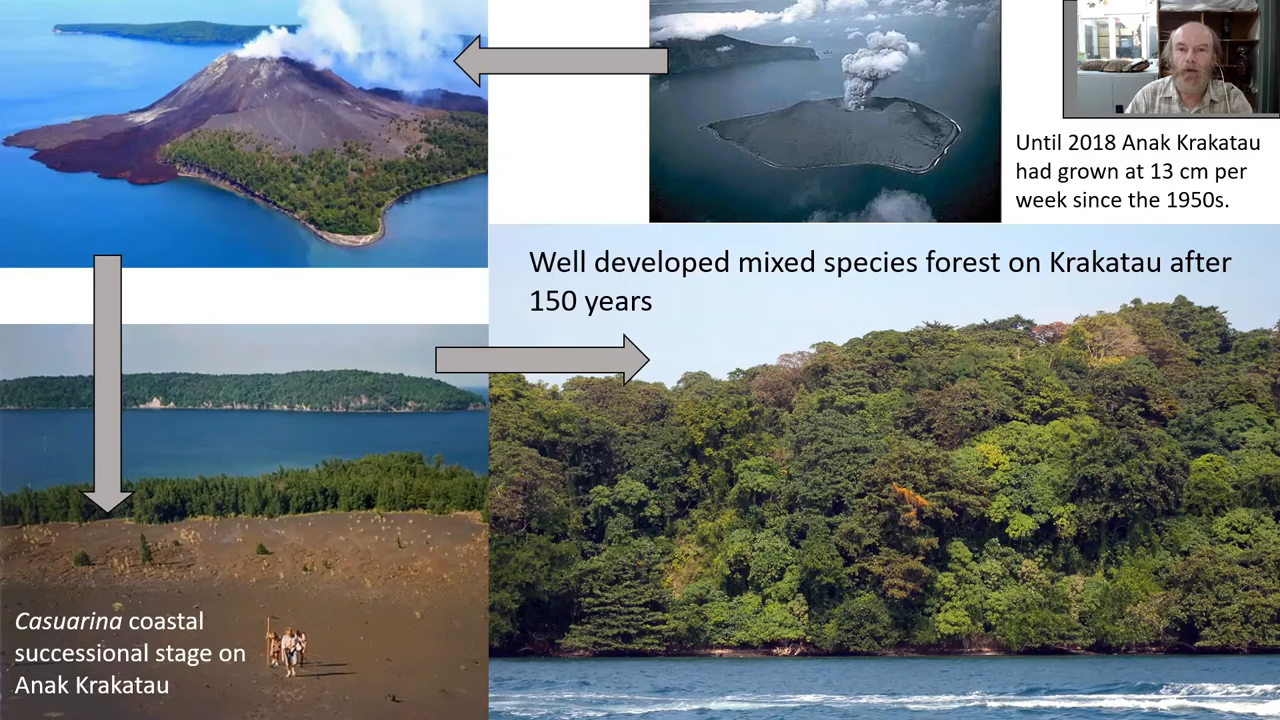 Until 2018 Anak Krakatau
had grown at 13 cm per
week since the 1950s.
Well developed mixed species forest on Krakatau after
150 years
Casuarina coastal
successional stage on
Anak Krakatau